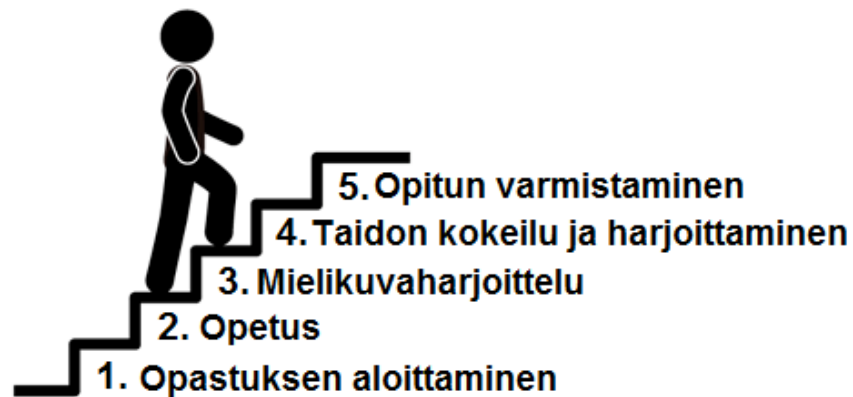 5. Opitun varmistaminen
4. Taidon kokeilu ja harjoittaminen
3. Mielikuvaharjoittelu
2. Opetus
1. Opastuksen aloittaminen